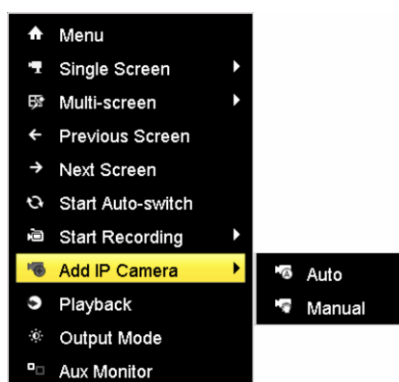 Menu
Single Screen
Multi-screen
Previous Screen
Next Screen
Start Auto-switch
Start Recording
Add IP Camera
Auto
Manual
Playback
Output Mode
Aux Monitor